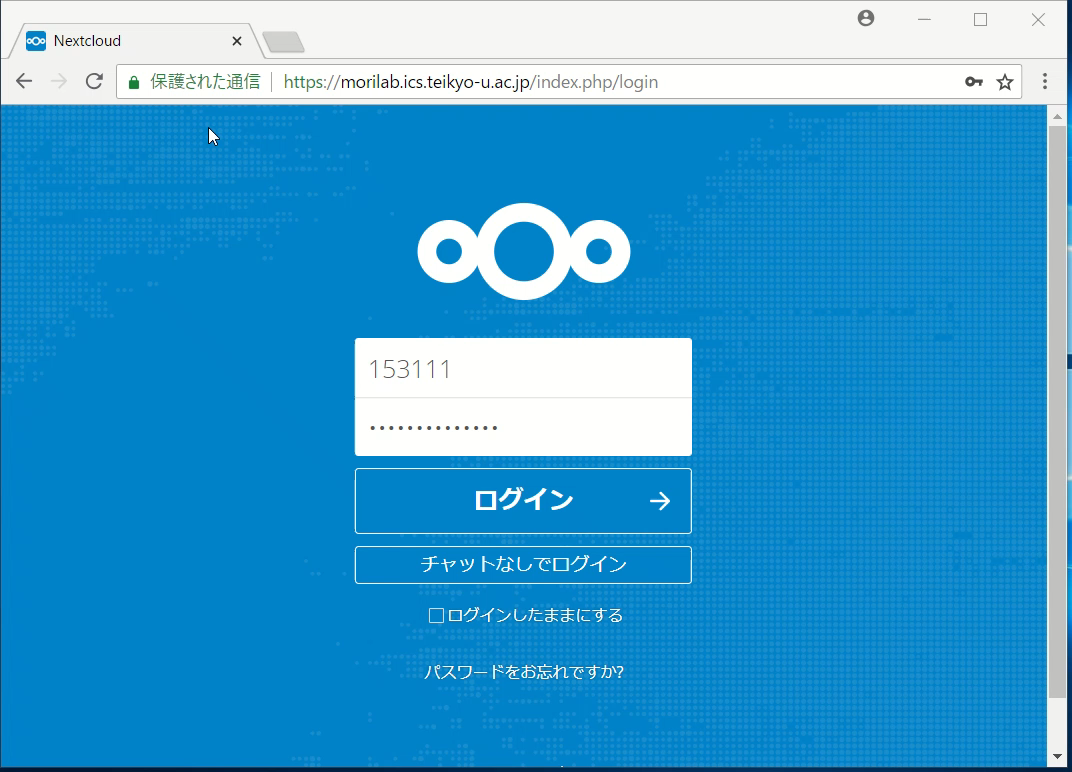 Nextcloud
保護された通信 https://morilab.ics.teikyo-u.ac.jp/index.php/login
153111
ログイン
チャットなしでログイン
ログインしたままにする
パスワードをお忘れですか?